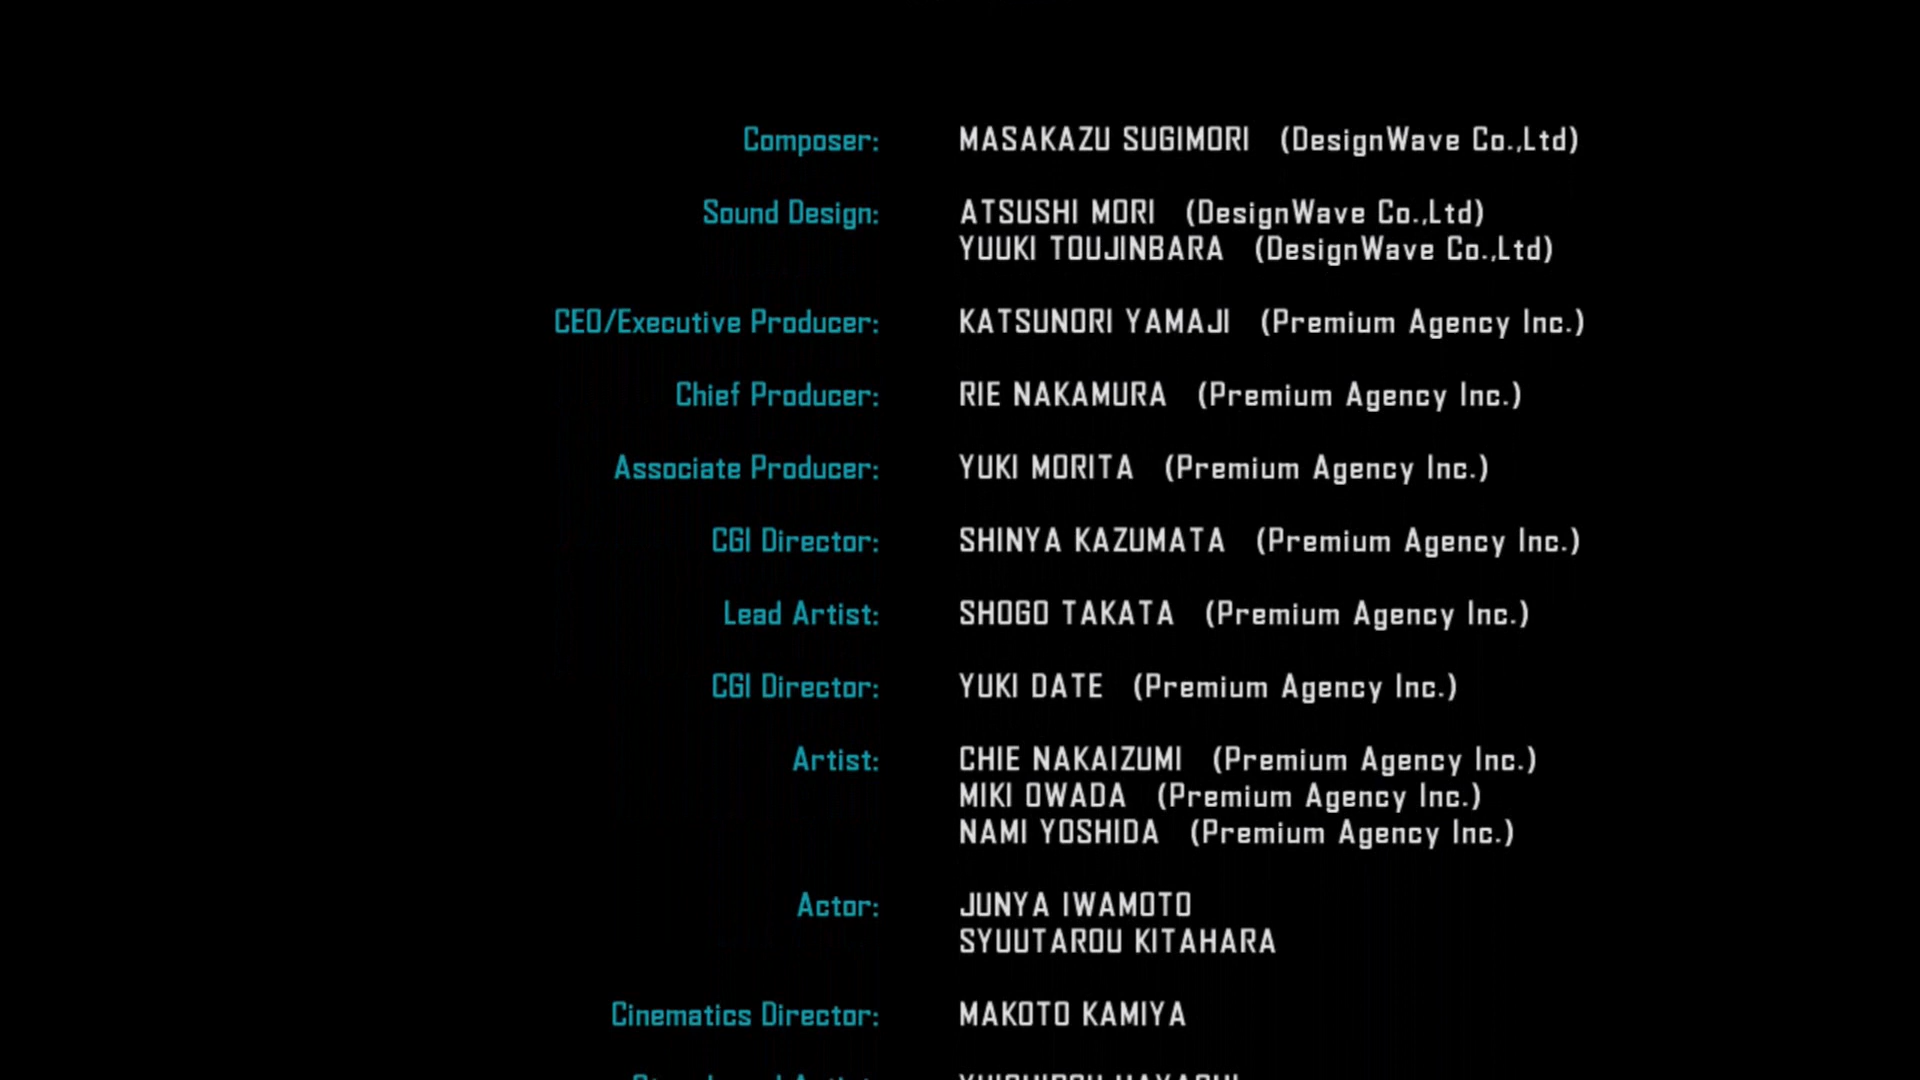 Composer: MASAKAZU SUGIMORI (DesignWave Co.,Ltd)
Sound Design: ATSUSHI MORI (DesignWave Co.,Ltd)
YUUKI TOUJINBARA (DesignWave Co.,Ltd)
CEO/Executive Producer: KATSUNORI YAMAJI (Premium Agency Inc.)
Chief Producer: RIE NAKAMURA (Premium Agency Inc.)
Associate Producer: YUKI MORITA (Premium Agency Inc.)
CGI Director: SHINYA KAZUMATA (Premium Agency Inc.)
Lead Artist: SHOGO TAKATA (Premium Agency Inc.)
CGI Director: YUKI DATE (Premium Agency Inc.)
Artist: CHIE NAKAIZUMI (Premium Agency Inc.)
MIKI OWADA (Premium Agency Inc.)
NAMI YOSHIDA (Premium Agency Inc.)
Actor: JUNYA IWAMOTO
SYUUTAROU KITAHARA
Cinematics Director: MAKOTO KAMIYA